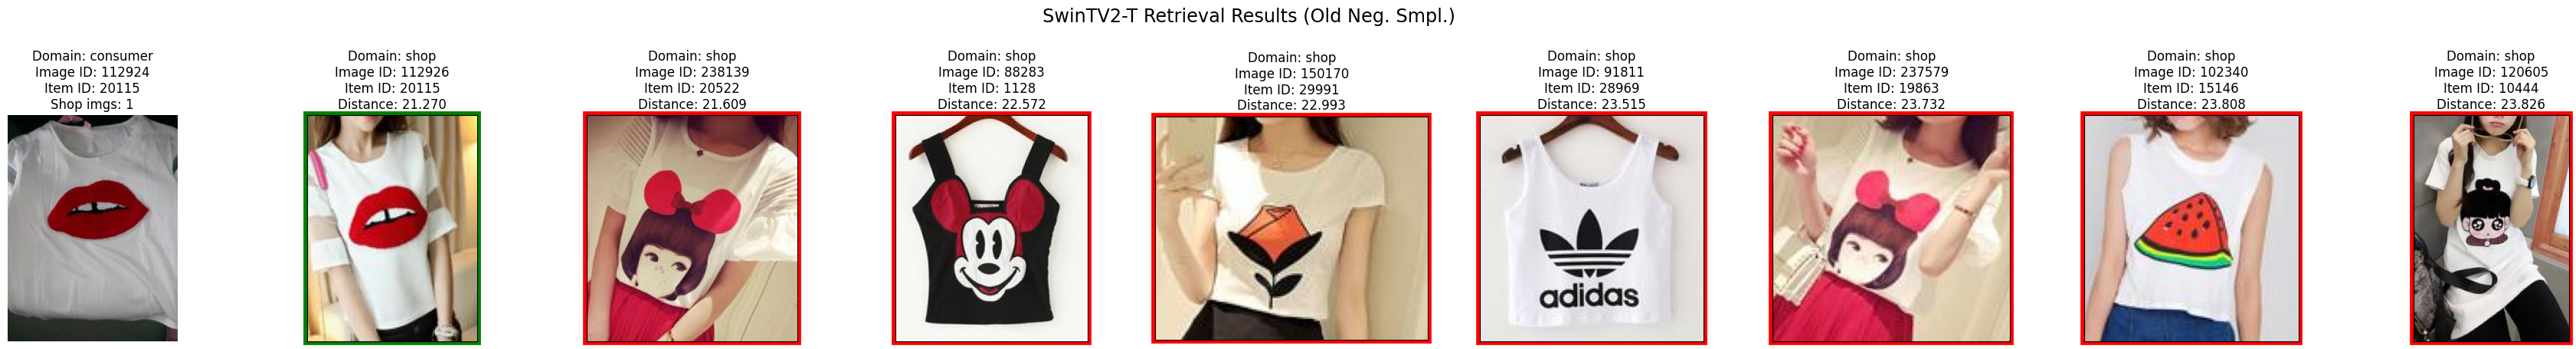 SwinTV2-T Retrieval Results (Old Neg. Smpl.)
Domain: consumer
Image ID: 112924
Item ID: 20115
Shop imgs: 1
Domain: shop
Image ID: 112926
Item ID: 20115
Distance: 21.270
Domain: shop
Image ID: 238139
Item ID: 20522
Distance: 21.609
Domain: shop
Image ID: 88283
Item ID: 1128
Distance: 22.572
Domain: shop
Image ID: 150170
Item ID: 29991
Distance: 22.993
Domain: shop
Image ID: 91811
Item ID: 28969
Distance: 23.515
adidas
Domain: shop
Image ID: 237579
Item ID: 19863
Distance: 23.732
Domain: shop
Image ID: 102340
Item ID: 15146
Distance: 23.808
Domain: shop
Image ID: 120605
Item ID: 10444
Distance: 23.826